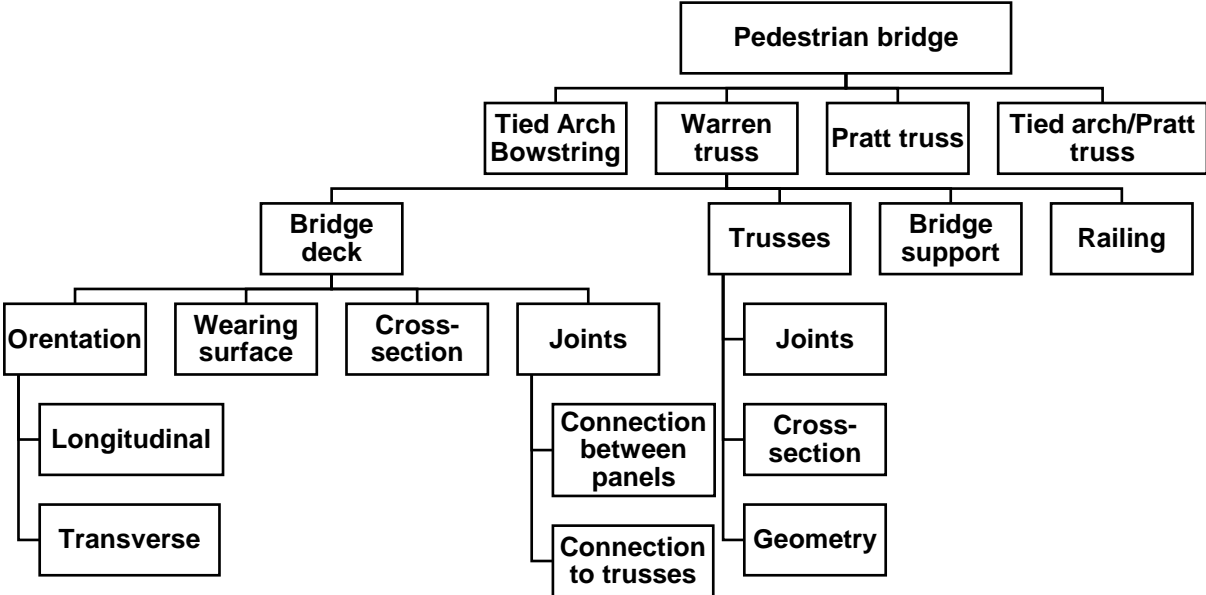 Pedestrian bridge
Tied Arch
Bowstring
Warren
truss
Pratt truss
Tied arch/Pratt
truss
Bridge
deck
Trusses
Bridge
support
Railing
Orentation
Wearing
surface
Cross-
section
Joints
Joints
Longitudinal
Connection
between
panels
Cross-
section
Transverse
Connection
to trusses
Geometry